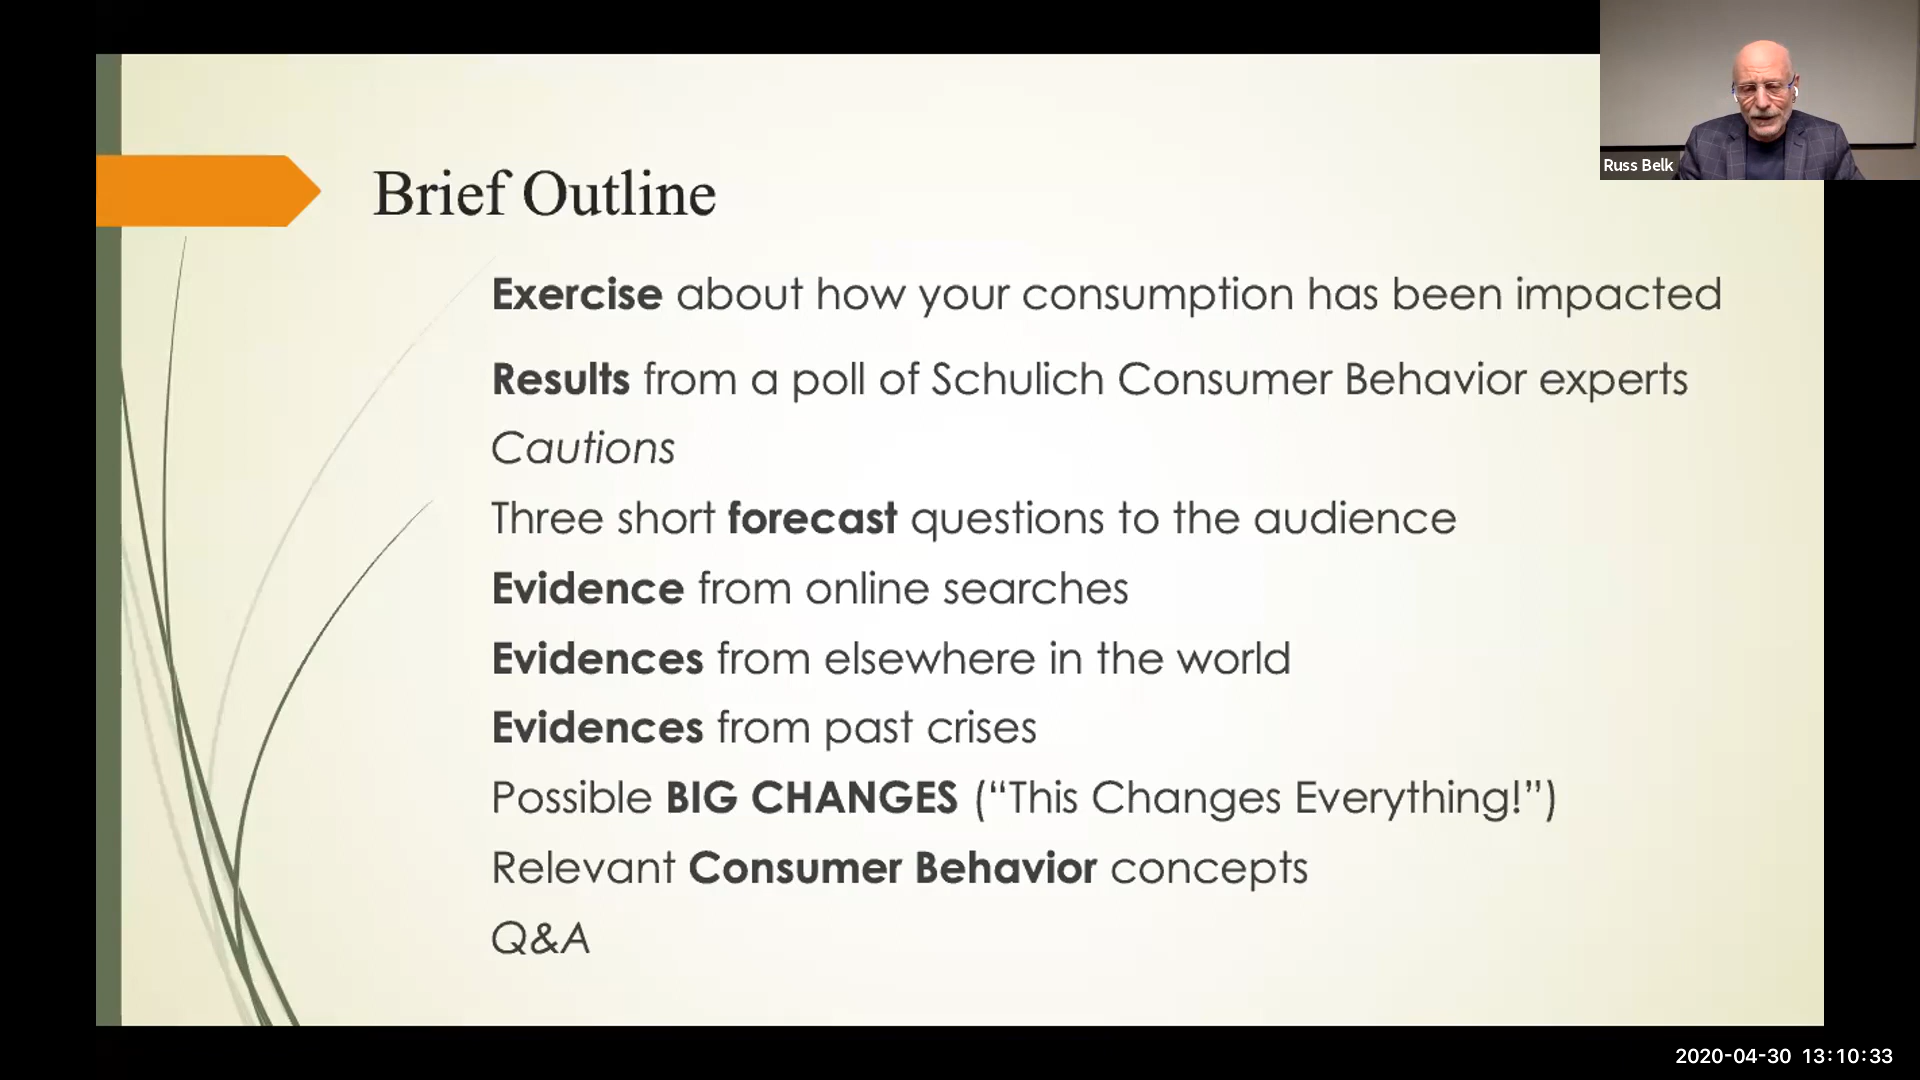 Russ Belk
Brief Outline
Exercise about how your consumption has been impacted
Results from a poll of Schulich Consumer Behavior experts
Cautions
Three short forecast questions to the audience
Evidence from online searches
Evidences from elsewhere in the world
Evidences from past crises
Possible BIG CHANGES (“This Changes Everything!”)
Relevant Consumer Behavior concepts
Q&A
2020-04-30 13:10:33